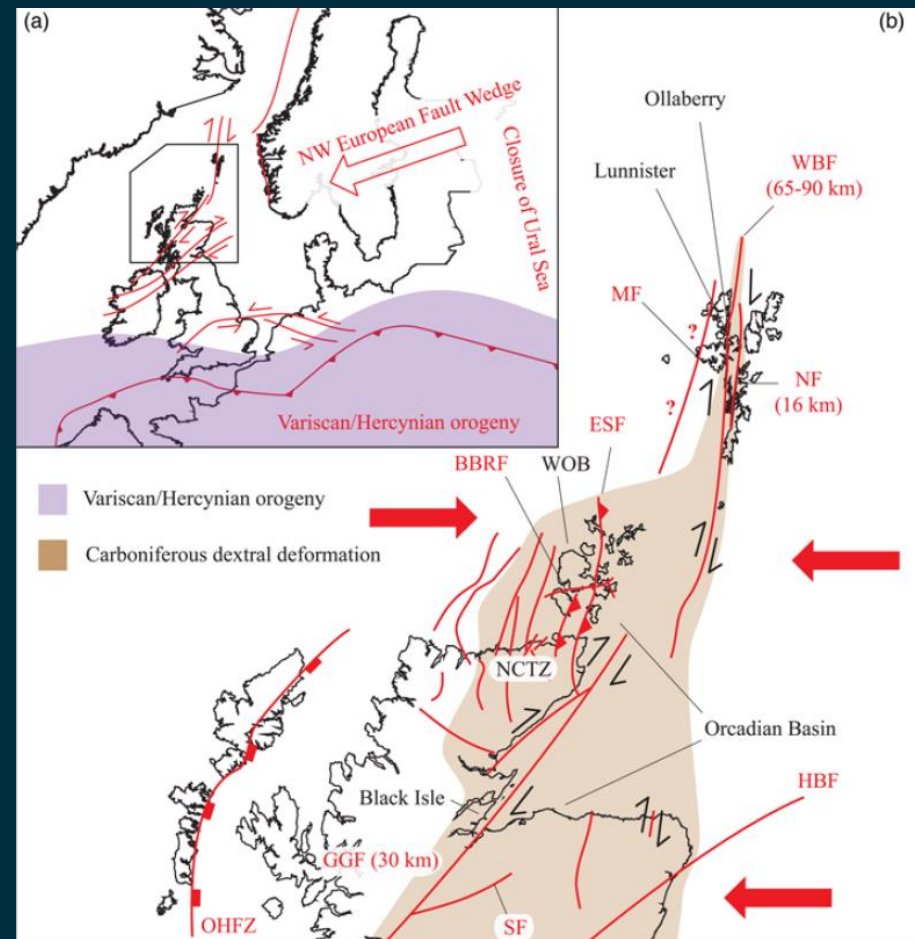 (a)
NW European Fault Wedge
Closure of Ural Sea
Variscan/Hercynian orogeny
Variscan/Hercynian orogeny
Carboniferous dextral deformation
(b)
Ollaberry
Lunnister
WBF
(65-90 km)
MF
?
?
NF
(16 km)
ESF
BBRF
WOB
NCTZ
Orcadian Basin
HBF
Black Isle
GGF (30 km)
OHFZ
SF